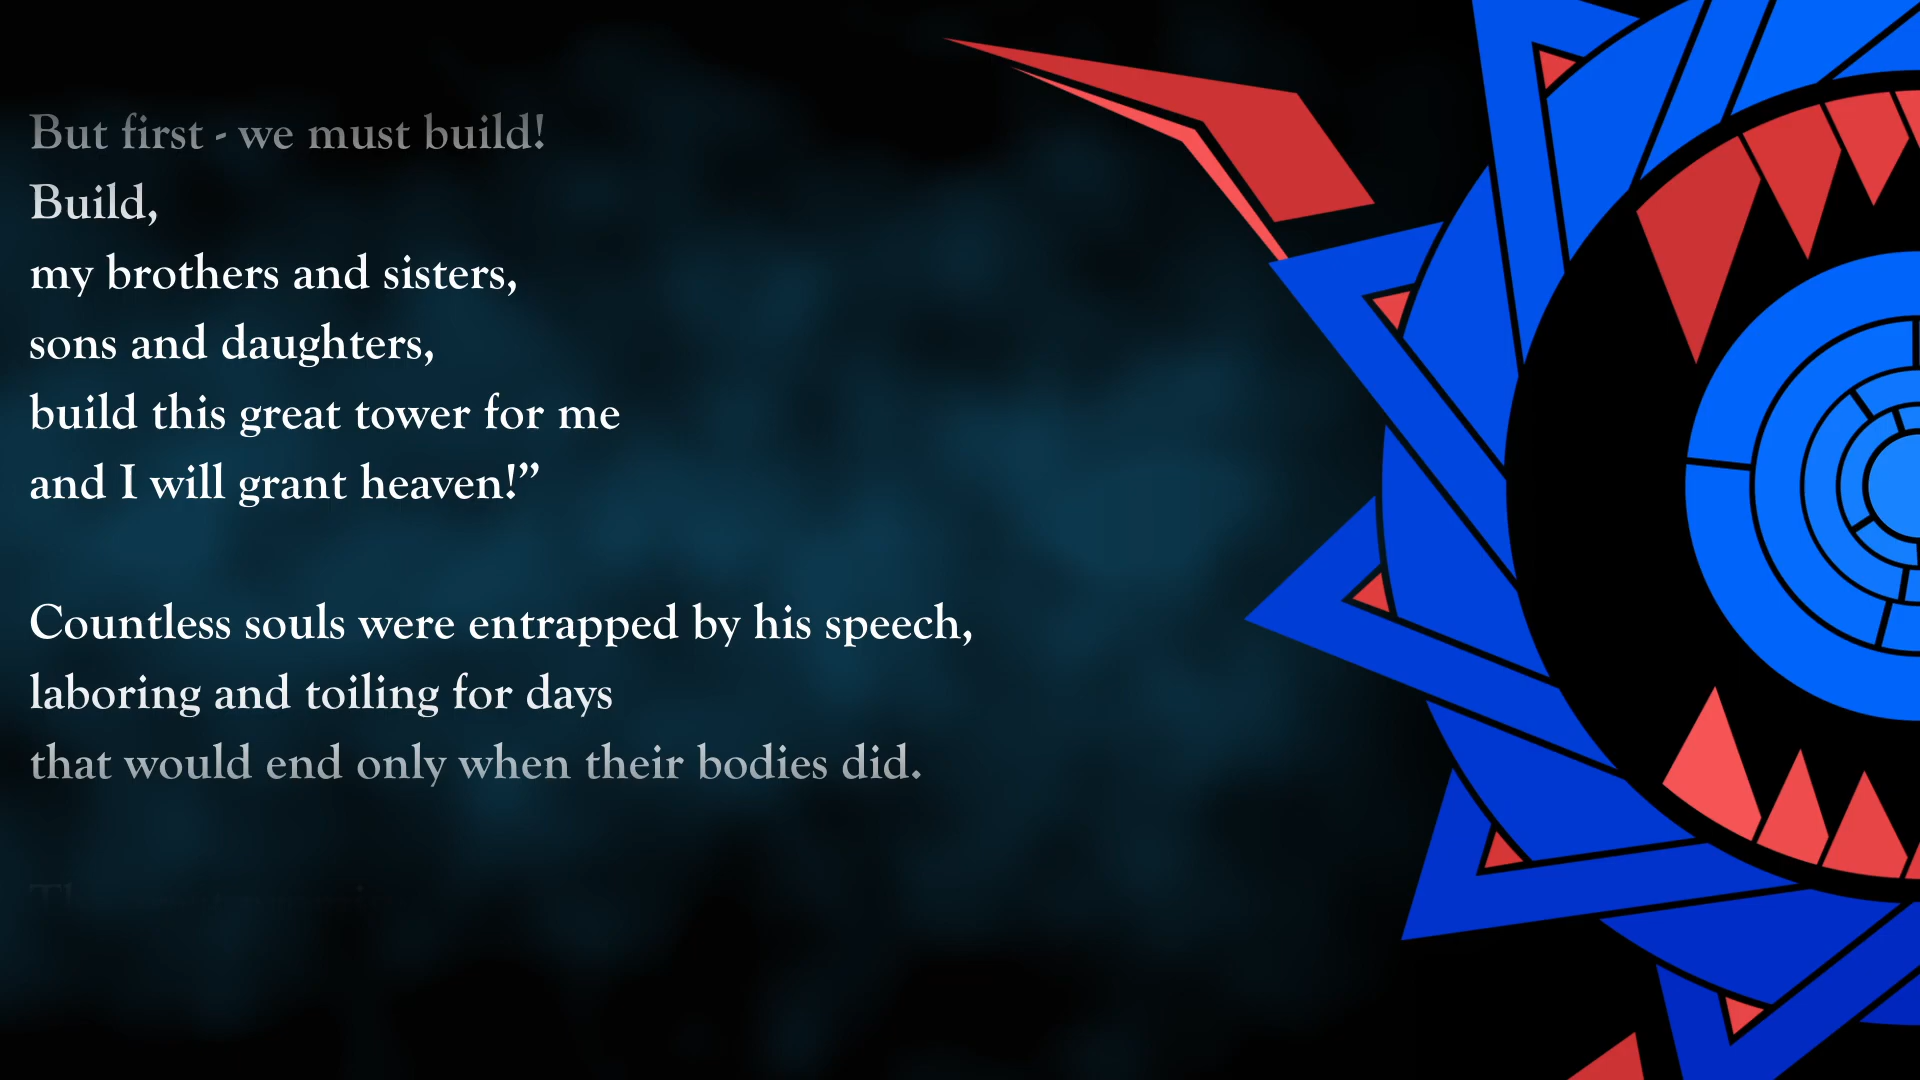 But first - we must build!
Build,
my brothers and sisters,
sons and daughters,
build this great tower for me
and I will grant heaven!”
Countless souls were entrapped by his speech,
laboring and toiling for days
that would end only when their bodies did.